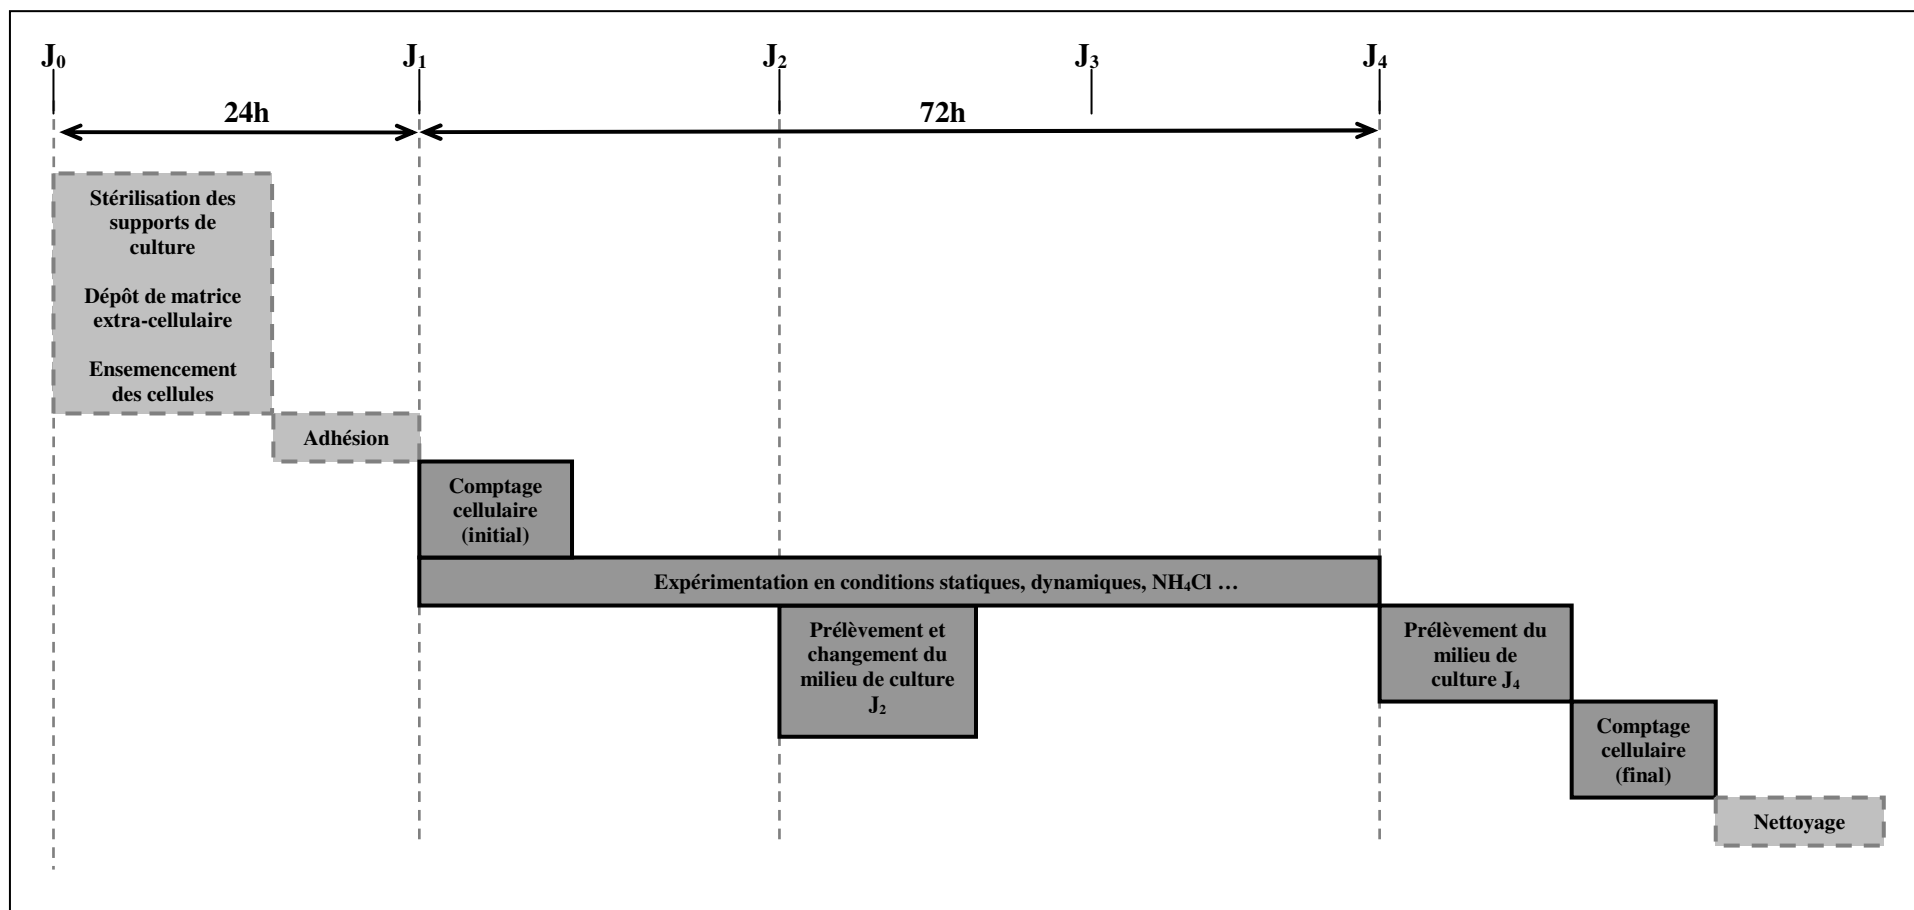 J₀ J₁ J₂ J₃ J₄
24h 72h
Stérilisation des
supports de
culture
Dépôt de matrice
extra-cellulaire
Ensemencement
des cellules
Adhésion
Comptage
cellulaire
(initial)
Expérimentation en conditions statiques, dynamiques, NH₄Cl …
Prélèvement et
changement du
milieu de culture
J₂
Prélèvement du
milieu de
culture J₄
Comptage
cellulaire
(final)
Nettoyage